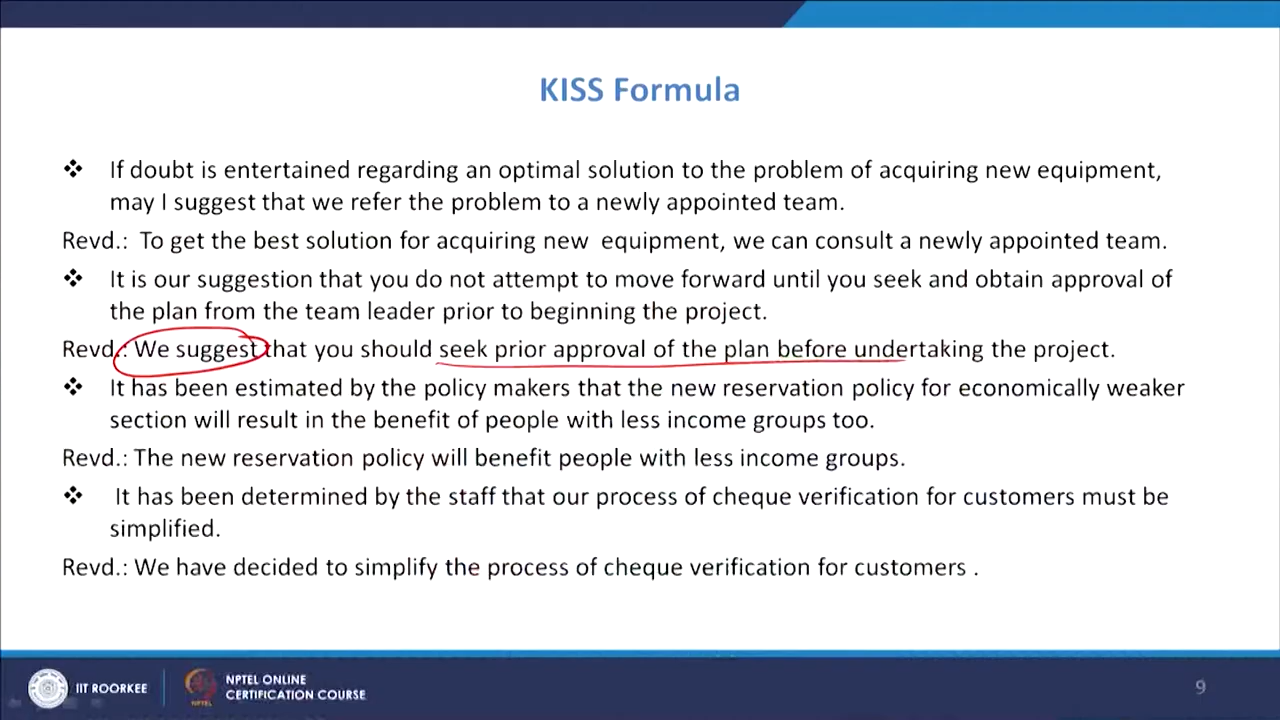 KISS Formula
❖ If doubt is entertained regarding an optimal solution to the problem of acquiring new equipment,
may I suggest that we refer the problem to a newly appointed team.
Revd.: To get the best solution for acquiring new equipment, we can consult a newly appointed team.
❖ It is our suggestion that you do not attempt to move forward until you seek and obtain approval of
the plan from the team leader prior to beginning the project.
Revd.: We suggest that you should seek prior approval of the plan before undertaking the project.
❖ It has been estimated by the policy makers that the new reservation policy for economically weaker
section will result in the benefit of people with less income groups too.
Revd.: The new reservation policy will benefit people with less income groups.
❖ It has been determined by the staff that our process of cheque verification for customers must be
simplified.
Revd.: We have decided to simplify the process of cheque verification for customers .
IIT ROORKEE
NPTEL
NPTEL ONLINE
CERTIFICATION COURSE
9